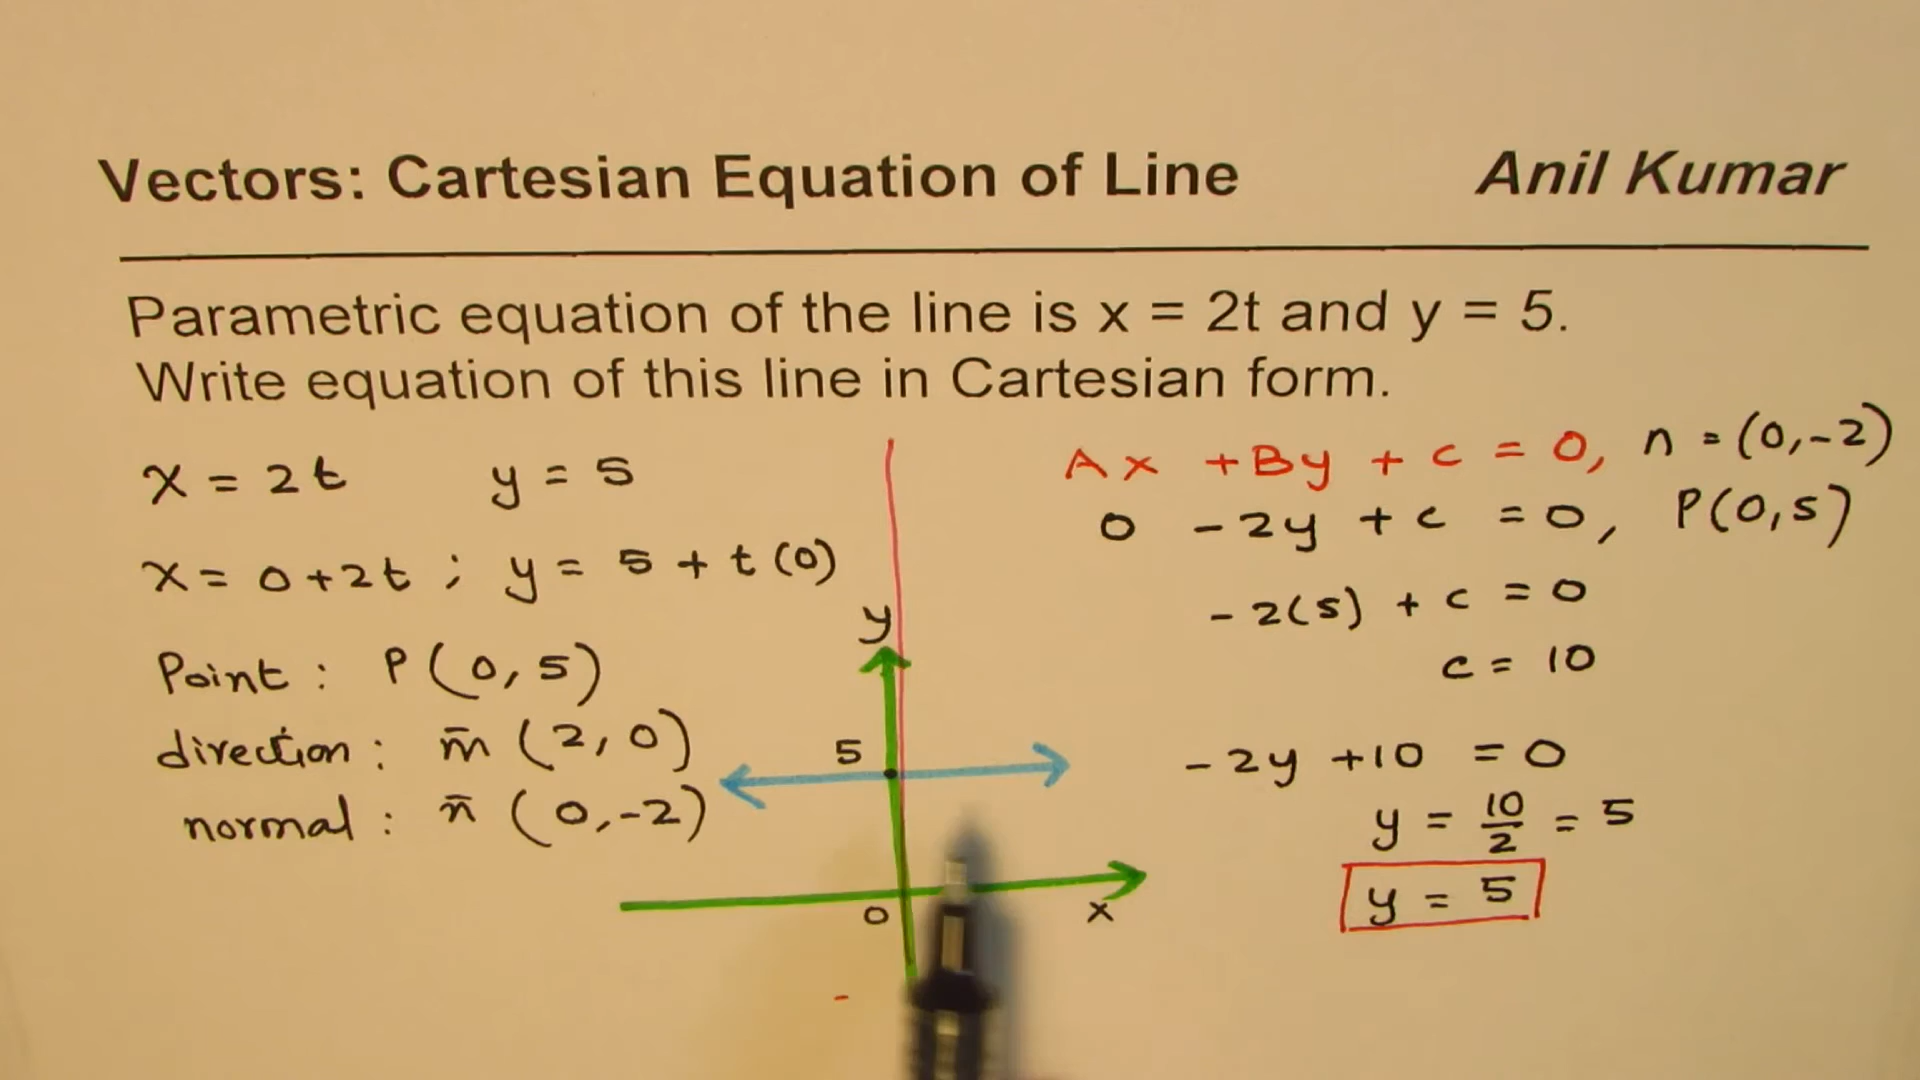 Vectors: Cartesian Equation of Line Anil Kumar
Parametric equation of the line is x = 2t and y = 5.
Write equation of this line in Cartesian form.
x = 2t y = 5
x = 0+2t ; y = 5 + t(0)
Point : P(0,5)
direction : m̄ (2,0)
normal : n̄ (0,-2)
y
5
0 x
Ax + By + c = 0, n = (0,-2)
0 - 2y + c = 0, P(0,5)
-2(5) + c = 0
c = 10
-2y + 10 = 0
y = 10/2 = 5
y = 5